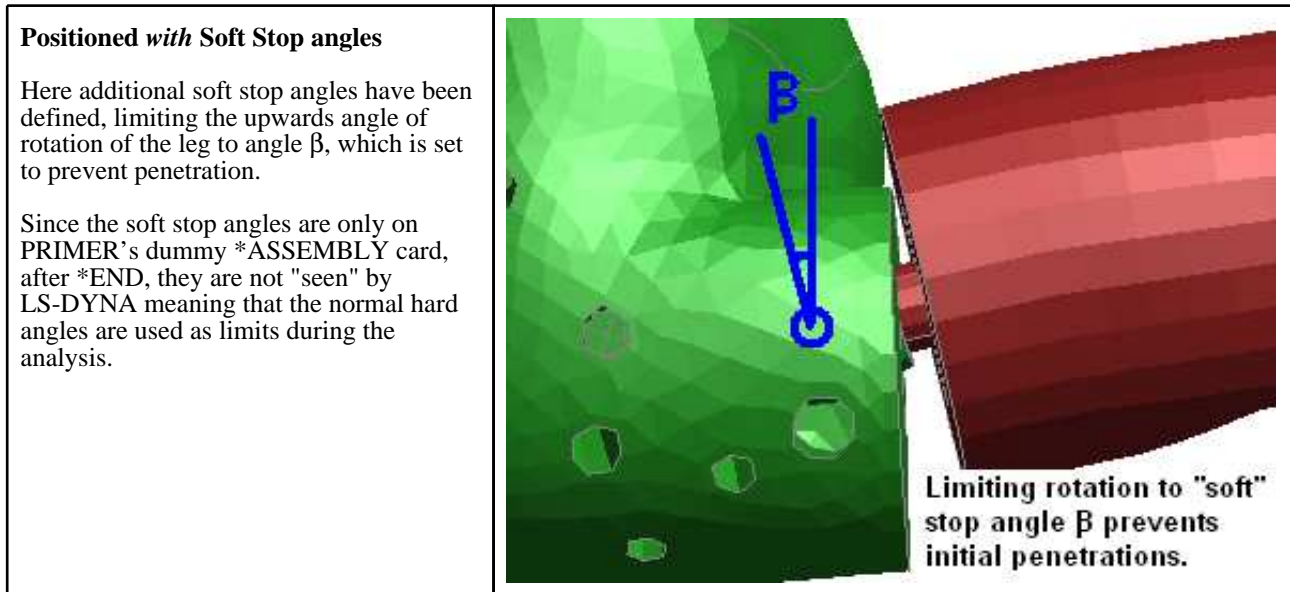 Positioned with Soft Stop angles
Here additional soft stop angles have been
defined, limiting the upwards angle of
rotation of the leg to angle β, which is set
to prevent penetration.
Since the soft stop angles are only on
PRIMER's dummy *ASSEMBLY card,
after *END, they are not "seen" by
LS-DYNA meaning that the normal hard
angles are used as limits during the
analysis.
β
Limiting rotation to "soft"
stop angle β prevents
initial penetrations.